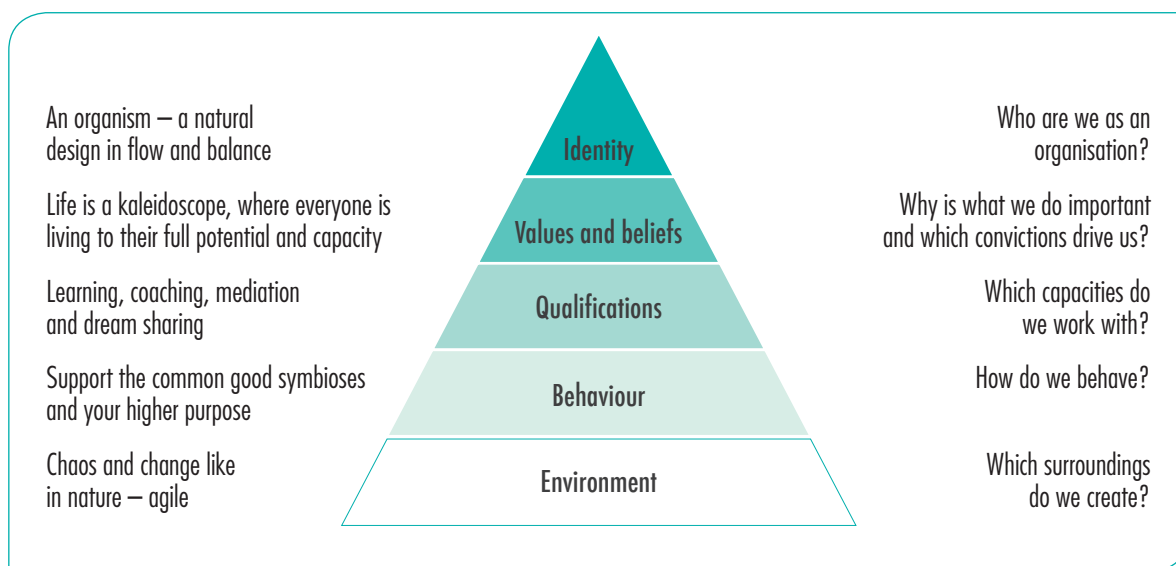 An organism – a natural
design in flow and balance
Identity
Who are we as an
organisation?
Life is a kaleidoscope, where everyone is
living to their full potential and capacity
Values and beliefs
Why is what we do important
and which convictions drive us?
Learning, coaching, mediation
and dream sharing
Qualifications
Which capacities do
we work with?
Support the common good symbioses
and your higher purpose
Behaviour
How do we behave?
Chaos and change like
in nature – agile
Environment
Which surroundings
do we create?